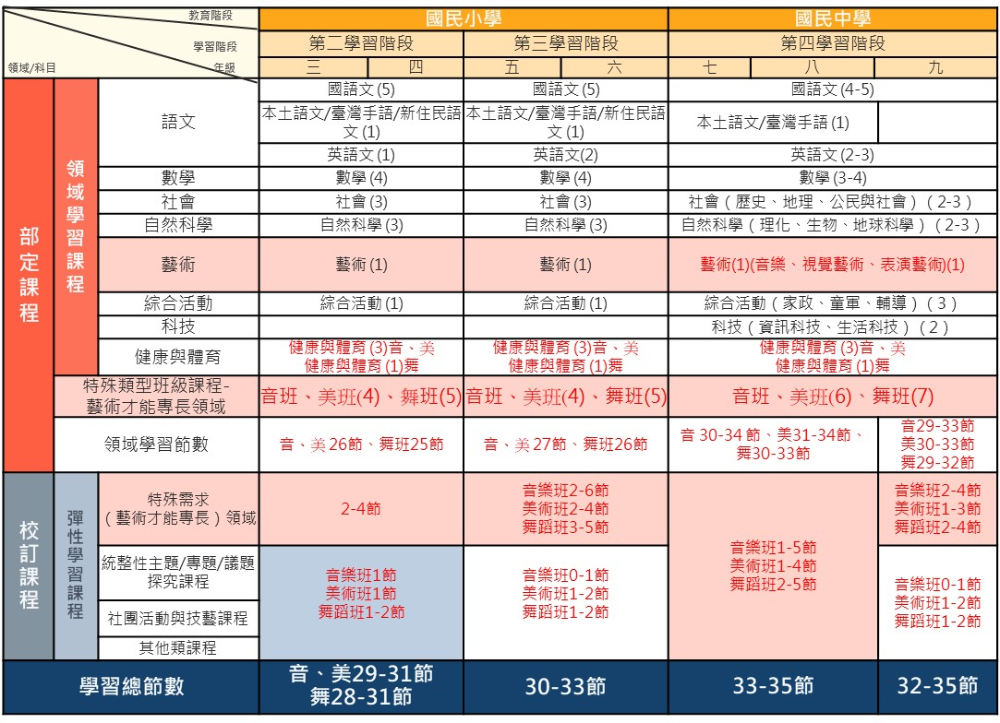 教育階段
學習階段
年級
領域/科目
國民小學
國民中學
第二學習階段
第三學習階段
第四學習階段
三
四
五
六
七
八
九
部定課程
領域學習課程
語文
國語文(5)
國語文(5)
國語文(4-5)
本土語文/臺灣手語/新住民語
文(1)
本土語文/臺灣手語/新住民語
文(1)
本土語文/臺灣手語(1)
英語文(1)
英語文(2)
英語文(2-3)
數學
數學(4)
數學(4)
數學(3-4)
社會
社會(3)
社會(3)
社會（歷史、地理、公民與社會）（2-3）
自然科學
自然科學(3)
自然科學(3)
自然科學（理化、生物、地球科學）（2-3）
藝術
藝術(1)
藝術(1)
藝術(1)(音樂、視覺藝術、表演藝術)(1)
綜合活動
綜合活動(1)
綜合活動(1)
綜合活動（家政、童軍、輔導）（3）
科技
科技（資訊科技、生活科技）（2）
健康與體育
健康與體育(3)音、美
健康與體育(1)舞
健康與體育(3)音、美
健康與體育(1)舞
健康與體育(3)音、美
健康與體育(1)舞
特殊類型班級課程-
藝術才能專長領域
音班、美班(4)、舞班(5)
音班、美班(4)、舞班(5)
音班、美班(6)、舞班(7)
領域學習節數
音、美26節、舞班25節
音、美27節、舞班26節
音 30-34節、美31-34節、
舞30-33節
音29-33節
美30-33節
舞29-32節
校訂課程
彈性學習課程
特殊需求
（藝術才能專長）領域
2-4節
音樂班2-6節
美術班2-4節
舞蹈班3-5節
音樂班1-5節
美術班1-4節
舞蹈班2-5節
音樂班2-4節
美術班1-3節
舞蹈班2-4節
統整性主題/專題/議題
探究課程
社團活動與技藝課程
其他類課程
音樂班1節
美術班1節
舞蹈班1-2節
音樂班0-1節
美術班1-2節
舞蹈班1-2節
音樂班0-1節
美術班1-2節
舞蹈班1-2節
學習總節數
音、美29-31節
舞28-31節
30-33節
33-35節
32-35節